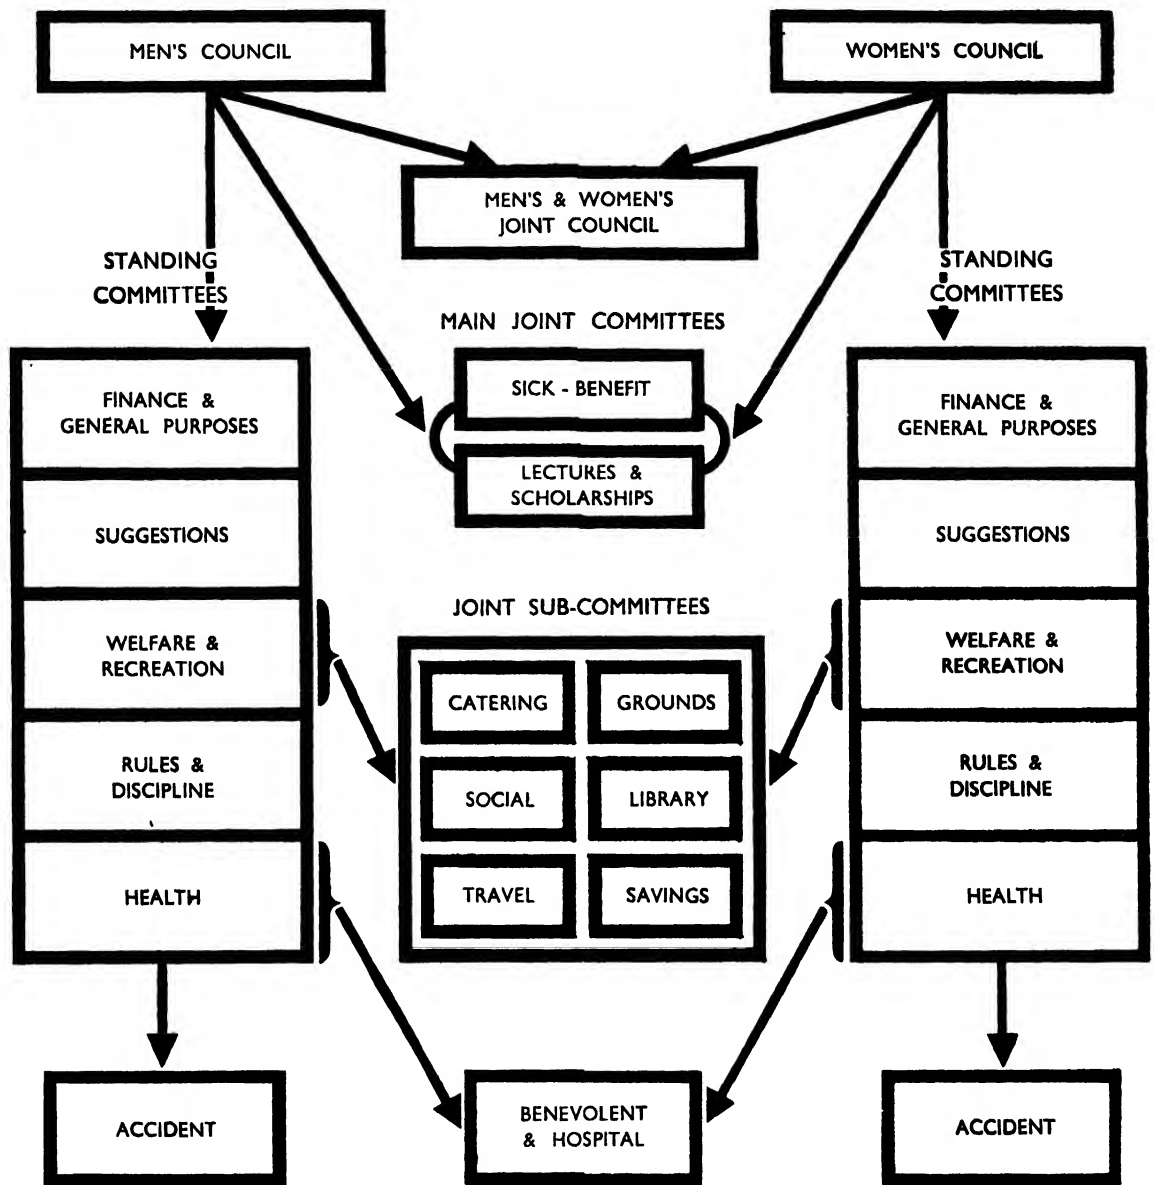 MEN'S COUNCIL
WOMEN'S COUNCIL
MEN'S & WOMEN'S
JOINT COUNCIL
STANDING
COMMITTEES
STANDING
COMMITTEES
MAIN JOINT COMMITTEES
SICK - BENEFIT
LECTURES &
SCHOLARSHIPS
FINANCE &
GENERAL PURPOSES
SUGGESTIONS
WELFARE &
RECREATION
RULES &
DISCIPLINE
HEALTH
JOINT SUB-COMMITTEES
CATERING
GROUNDS
SOCIAL
LIBRARY
TRAVEL
SAVINGS
FINANCE &
GENERAL PURPOSES
SUGGESTIONS
WELFARE &
RECREATION
RULES &
DISCIPLINE
HEALTH
ACCIDENT
BENEVOLENT
& HOSPITAL
ACCIDENT